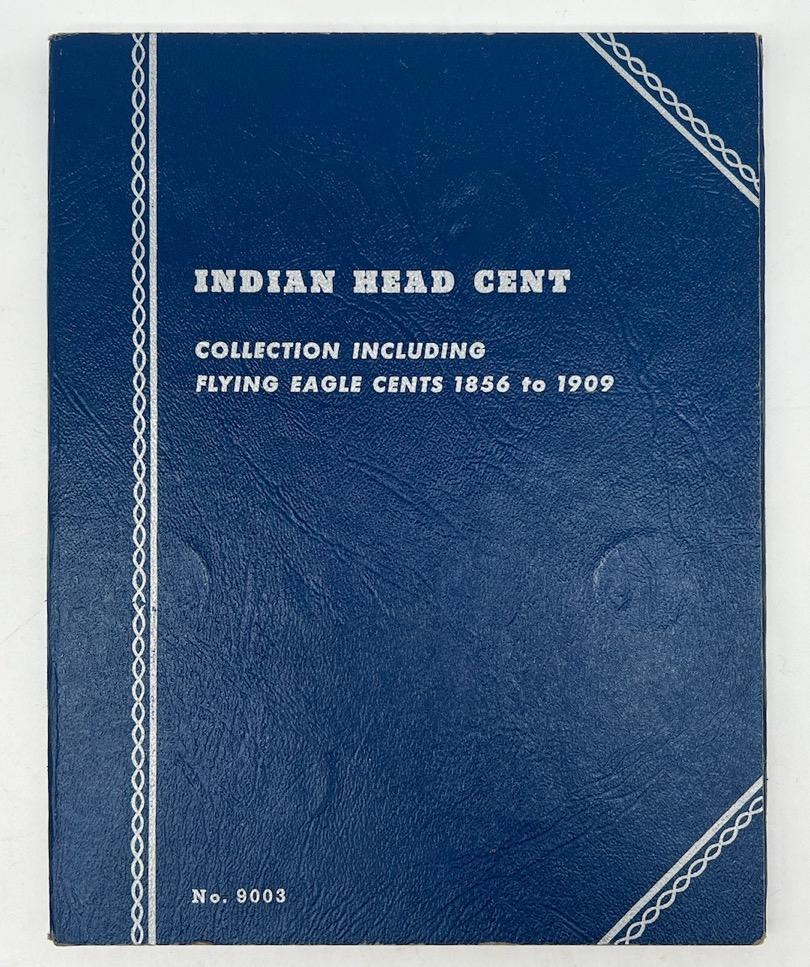 INDIAN HEAD CENT
COLLECTION INCLUDING
FLYING EAGLE CENTS 1856 to 1909
No. 9003